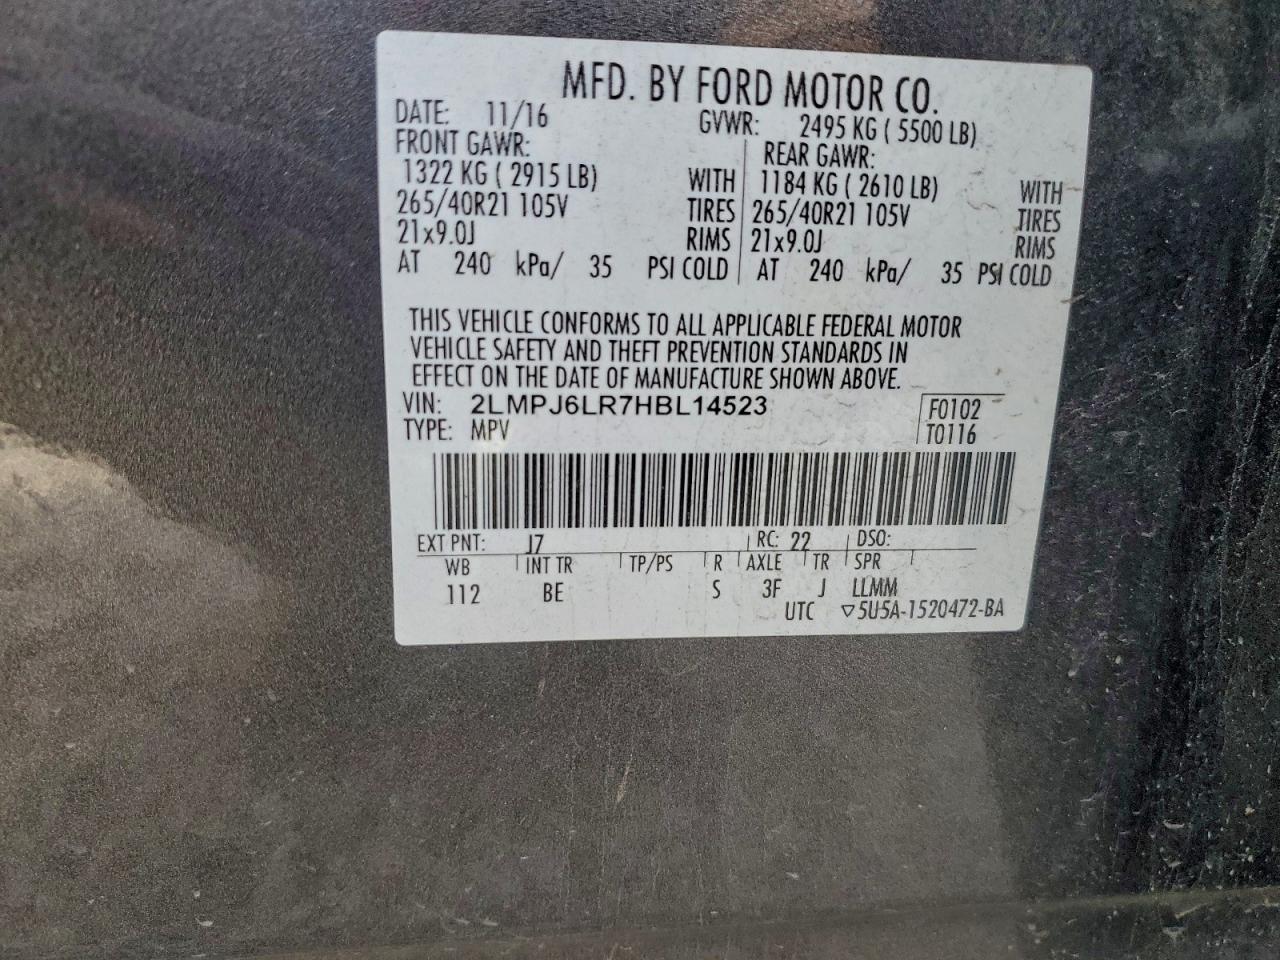 MFD. BY FORD MOTOR CO.
DATE: 11/16 GVWR: 2495 KG ( 5500 LB)
FRONT GAWR: REAR GAWR:
1322 KG ( 2915 LB) WITH 1184 KG ( 2610 LB) WITH
265/40R21 105V TIRES 265/40R21 105V TIRES
21x9.0J RIMS 21x9.0J RIMS
AT 240 kPa/ 35 PSI COLD AT 240 kPa/ 35 PSI COLD
THIS VEHICLE CONFORMS TO ALL APPLICABLE FEDERAL MOTOR
VEHICLE SAFETY AND THEFT PREVENTION STANDARDS IN
EFFECT ON THE DATE OF MANUFACTURE SHOWN ABOVE.
VIN: 2LMPJ6LR7HBL14523 F0102
TYPE: MPV T0116
EXT PNT: J7 RC: 22 DSO:
WB INT TR TP/PS R AXLE TR SPR
112 BE S 3F J LLMM
UTC ▽5U5A-1520472-BA